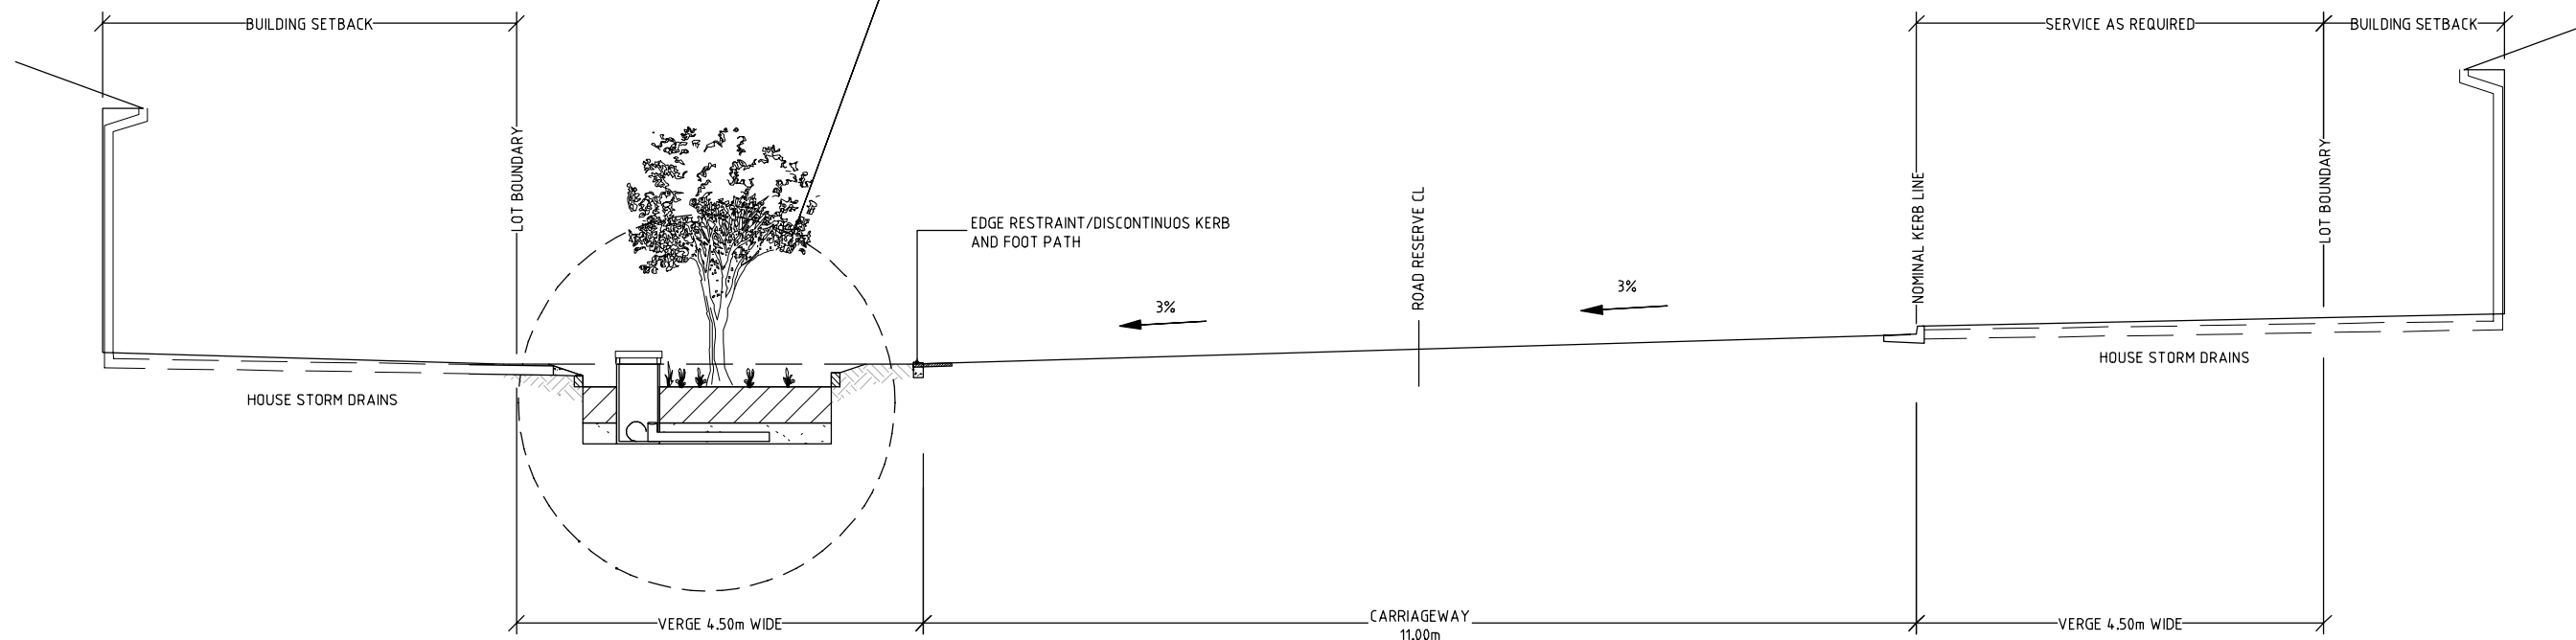 BUILDING SETBACK
SERVICE AS REQUIRED
BUILDING SETBACK
LOT BOUNDARY
EDGE RESTRAINT/DISCONTINUOS KERB
AND FOOT PATH
3%
ROAD RESERVE CL
3%
NOMINAL KERB LINE
LOT BOUNDARY
HOUSE STORM DRAINS
HOUSE STORM DRAINS
VERGE 4.50m WIDE
CARRIAGEWAY
11.00m
VERGE 4.50m WIDE